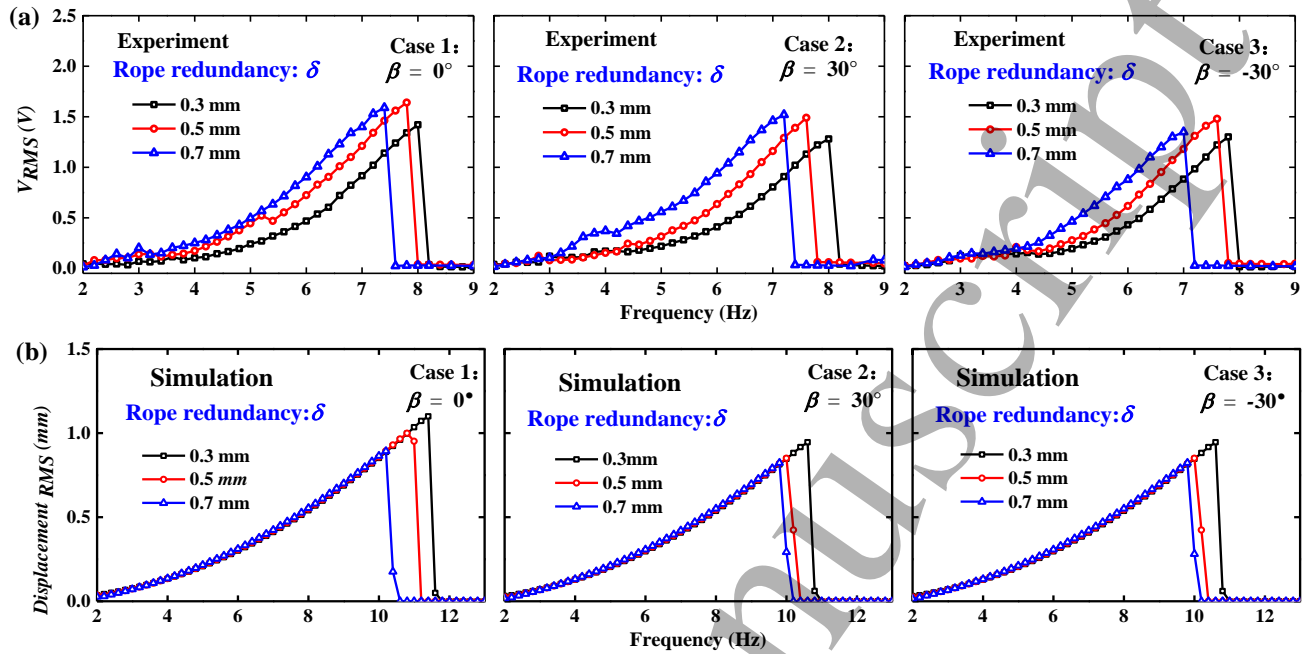 (a)
2.5
2.0
1.5
1.0
0.5
0.0
V_RMS (V)
Experiment
Case 1:
β = 0°
Rope redundancy: δ
0.3 mm
0.5 mm
0.7 mm
2 3 4 5 6 7 8 9
Experiment
Case 2:
β = 30°
Rope redundancy: δ
0.3 mm
0.5 mm
0.7 mm
2 3 4 5 6 7 8 9
Frequency (Hz)
Experiment
Case 3:
β = -30°
Rope redundancy: δ
0.3 mm
0.5 mm
0.7 mm
2 3 4 5 6 7 8 9
(b)
1.5
1.0
0.5
0.0
Displacement RMS (mm)
Simulation
Case 1:
β = 0•
Rope redundancy:δ
0.3 mm
0.5 mm
0.7 mm
2 4 6 8 10 12
Simulation
Case 2:
β = 30°
Rope redundancy:δ
0.3mm
0.5 mm
0.7 mm
2 4 6 8 10 12
Frequency (Hz)
Simulation
Case 3:
β = -30•
Rope redundancy:δ
0.3 mm
0.5 mm
0.7 mm
2 4 6 8 10 12
nuscript